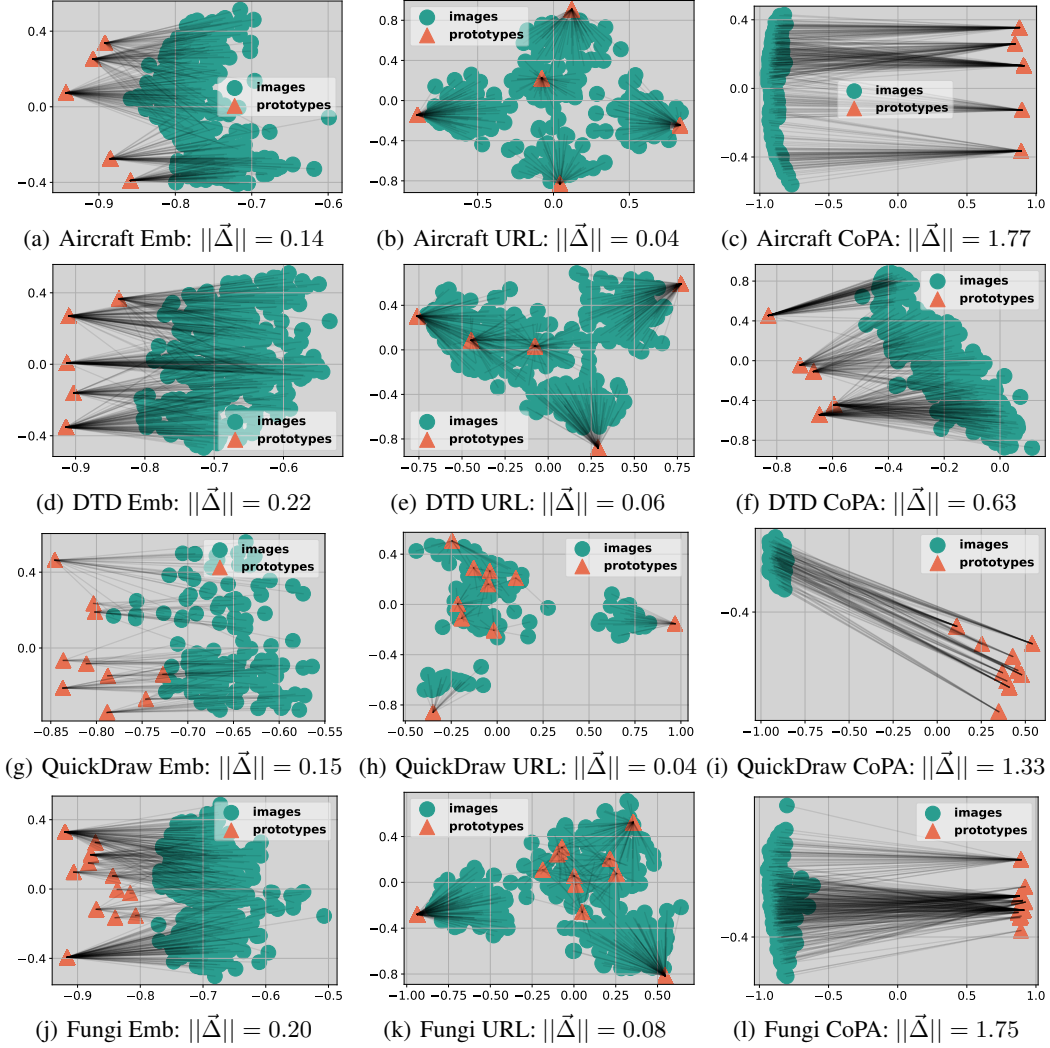 0.4
0.0
−0.4
images
prototypes
−0.9 −0.8 −0.7 −0.6
(a) Aircraft Emb: ||Δ⃗|| = 0.14
0.8
0.4
0.0
−0.4
−0.8
images
prototypes
−0.5 0.0 0.5
(b) Aircraft URL: ||Δ⃗|| = 0.04
0.4
0.0
−0.4
images
prototypes
−1.0 −0.5 0.0 0.5 1.0
(c) Aircraft CoPA: ||Δ⃗|| = 1.77
0.4
0.0
−0.4
images
prototypes
−0.9 −0.8 −0.7 −0.6
(d) DTD Emb: ||Δ⃗|| = 0.22
0.4
0.0
−0.4
−0.8
images
prototypes
−0.75 −0.50 −0.25 0.00 0.25 0.50 0.75
(e) DTD URL: ||Δ⃗|| = 0.06
0.8
0.4
0.0
−0.4
−0.8
images
prototypes
−0.8 −0.6 −0.4 −0.2 0.0
(f) DTD CoPA: ||Δ⃗|| = 0.63
0.4
0.0
images
prototypes
−0.85 −0.80 −0.75 −0.70 −0.65 −0.60 −0.55
(g) QuickDraw Emb: ||Δ⃗|| = 0.15
0.4
0.0
−0.4
−0.8
images
prototypes
−0.50 −0.25 0.00 0.25 0.50 0.75 1.00
(h) QuickDraw URL: ||Δ⃗|| = 0.04
−0.4
images
prototypes
−1.00 −0.75 −0.50 −0.25 0.00 0.25 0.50
(i) QuickDraw CoPA: ||Δ⃗|| = 1.33
0.4
0.0
−0.4
images
prototypes
−0.9 −0.8 −0.7 −0.6 −0.5
(j) Fungi Emb: ||Δ⃗|| = 0.20
0.8
0.4
0.0
−0.4
−0.8
images
prototypes
−1.00 −0.75 −0.50 −0.25 0.00 0.25 0.50
(k) Fungi URL: ||Δ⃗|| = 0.08
−0.4
images
prototypes
−1.0 −0.5 0.0 0.5 1.0
(l) Fungi CoPA: ||Δ⃗|| = 1.75